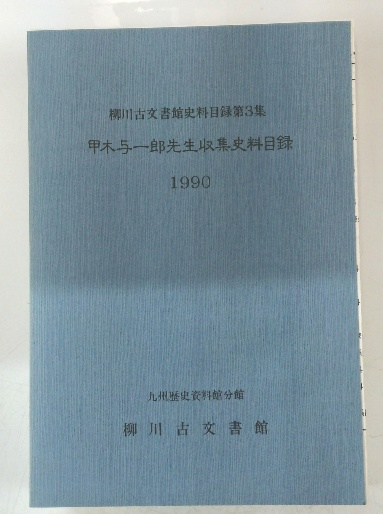 柳川古文書館史料目録第3集
甲木与一郎先生収集史料目録
1990
九州歴史資料館分館
柳川古文書館